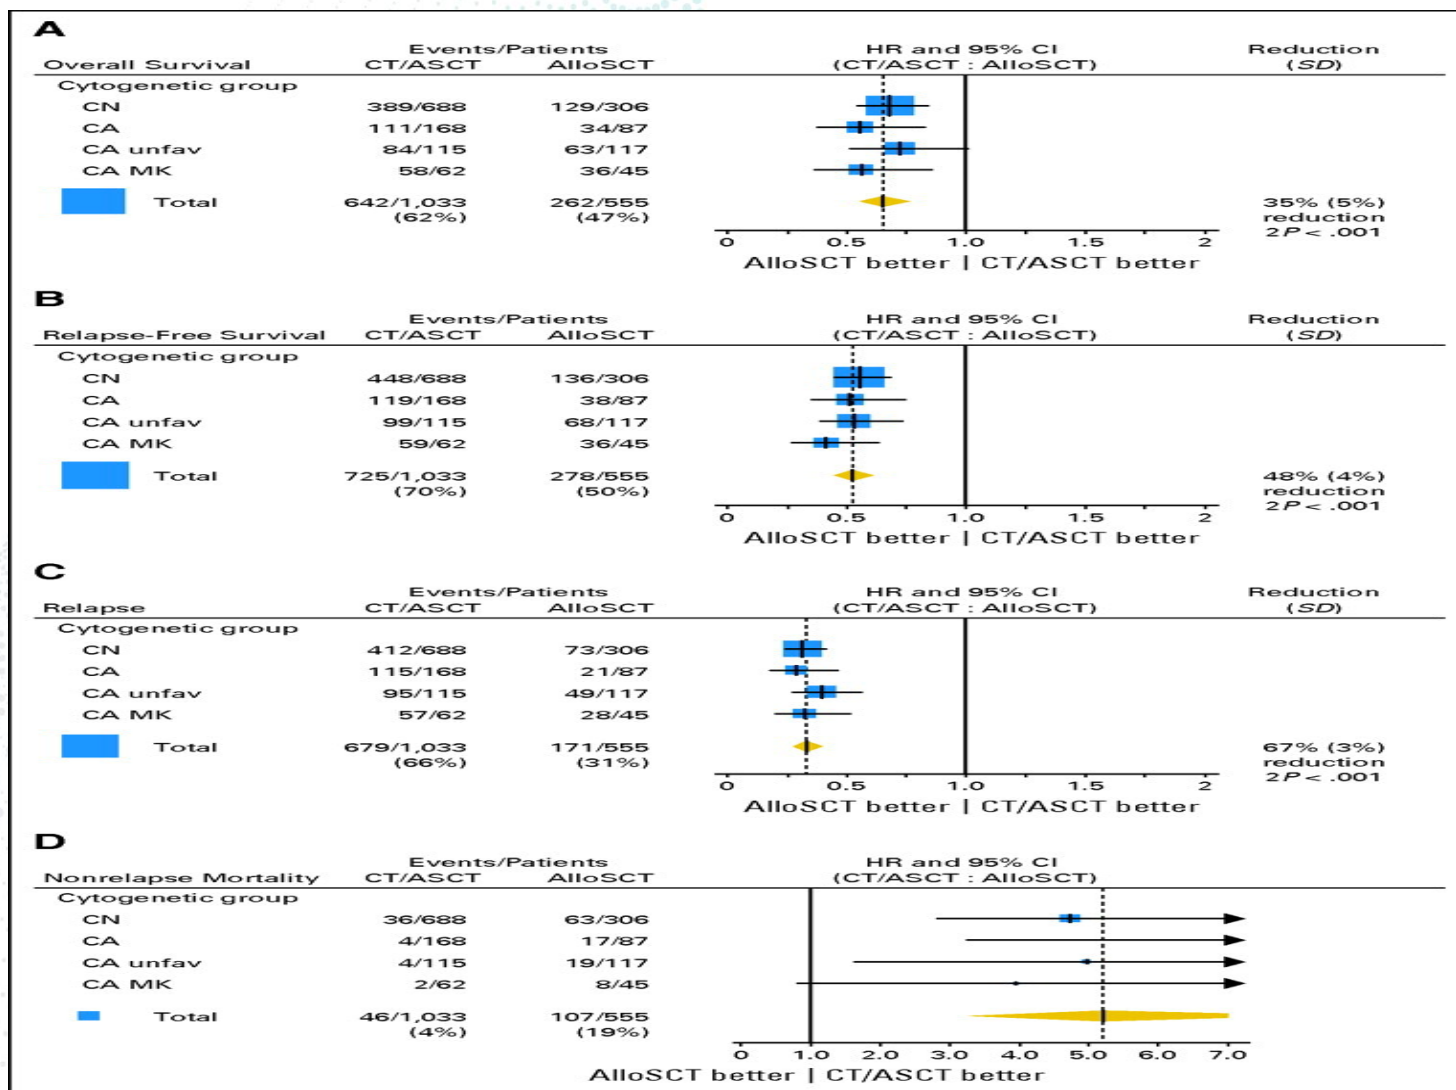 A
Events/Patients HR and 95% CI Reduction
Overall Survival CT/ASCT AlloSCT (CT/ASCT : AlloSCT) (SD)
Cytogenetic group
CN 389/688 129/306
CA 111/168 34/87
CA unfav 84/115 63/117
CA MK 58/62 36/45
Total 642/1,033 262/555 35% (5%)
(62%) (47%) reduction
2P < .001
0 0.5 1.0 1.5 2
AlloSCT better | CT/ASCT better
B
Events/Patients HR and 95% CI Reduction
Relapse-Free Survival CT/ASCT AlloSCT (CT/ASCT : AlloSCT) (SD)
Cytogenetic group
CN 448/688 136/306
CA 119/168 38/87
CA unfav 99/115 68/117
CA MK 59/62 36/45
Total 725/1,033 278/555 48% (4%)
(70%) (50%) reduction
2P < .001
0 0.5 1.0 1.5 2
AlloSCT better | CT/ASCT better
C
Events/Patients HR and 95% CI Reduction
Relapse CT/ASCT AlloSCT (CT/ASCT : AlloSCT) (SD)
Cytogenetic group
CN 412/688 73/306
CA 115/168 21/87
CA unfav 95/115 49/117
CA MK 57/62 28/45
Total 679/1,033 171/555 67% (3%)
(66%) (31%) reduction
2P < .001
0 0.5 1.0 1.5 2
AlloSCT better | CT/ASCT better
D
Events/Patients HR and 95% CI
Nonrelapse Mortality CT/ASCT AlloSCT (CT/ASCT : AlloSCT)
Cytogenetic group
CN 36/688 63/306
CA 4/168 17/87
CA unfav 4/115 19/117
CA MK 2/62 8/45
Total 46/1,033 107/555
(4%) (19%)
0 1.0 2.0 3.0 4.0 5.0 6.0 7.0
AlloSCT better | CT/ASCT better